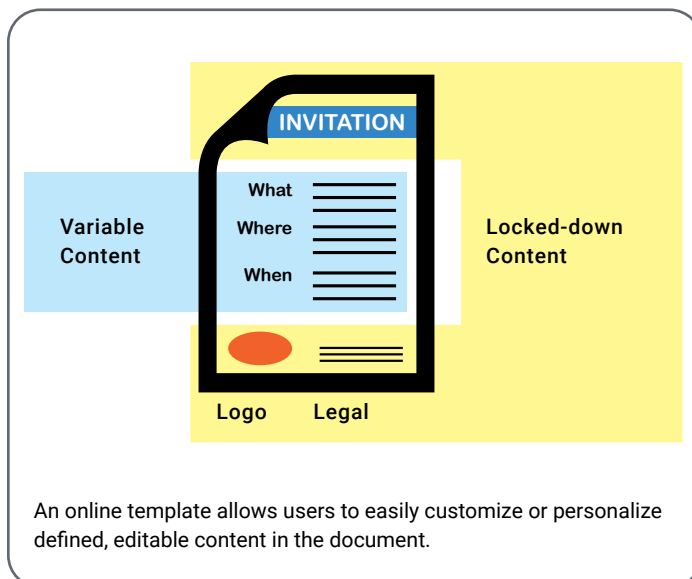 INVITATION
What
Where
When
Variable
Content
Locked-down
Content
Logo Legal
An online template allows users to easily customize or personalize
defined, editable content in the document.